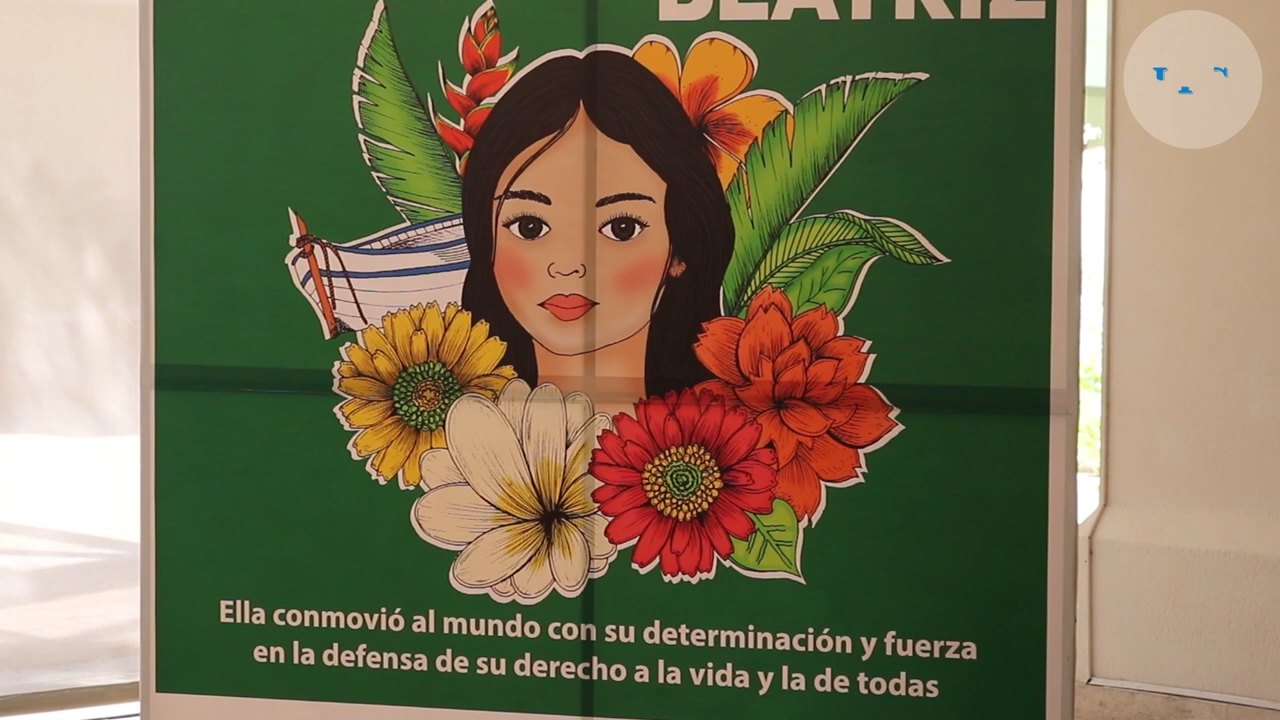 BEATRIZ
Ella conmovió al mundo con su determinación y fuerza
en la defensa de su derecho a la vida y la de todas